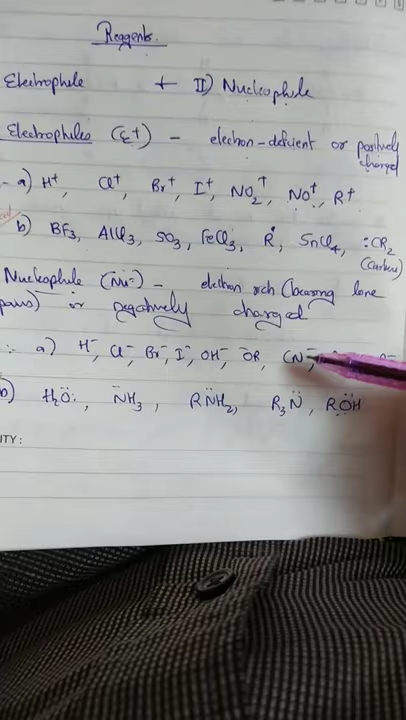 Reagents.
Electrophile + II) Nucleophile
Electrophiles (E⁺) – electron-deficient or positively charged
a) H⁺, Cl⁺, Br⁺, I⁺, NO₂⁺, NO⁺, R⁺
b) BF₃, AlCl₃, SO₃, FeCl₃, R•, SnCl₄, :CR₂ (Carbene)
Nucleophile (Nu⁻) – electron rich (bearing lone
pairs) or negatively charged
a) H⁻, Cl⁻, Br⁻, I⁻, OH⁻, ⁻OR, CN⁻,
b) H₂Ö:, N̈H₃, RN̈H₂, R₃N̈, RÖH
ITY: